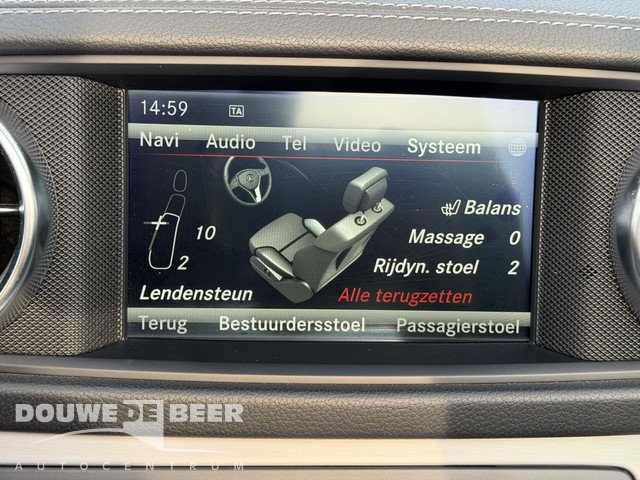 14:59 TA
Navi Audio Tel Video Systeem
Balans
10 Massage 0
2 Rijdyn. stoel 2
Lendensteun Alle terugzetten
Terug Bestuurdersstoel Passagierstoel
DOUWE DE BEER
AUTOCENTRUM